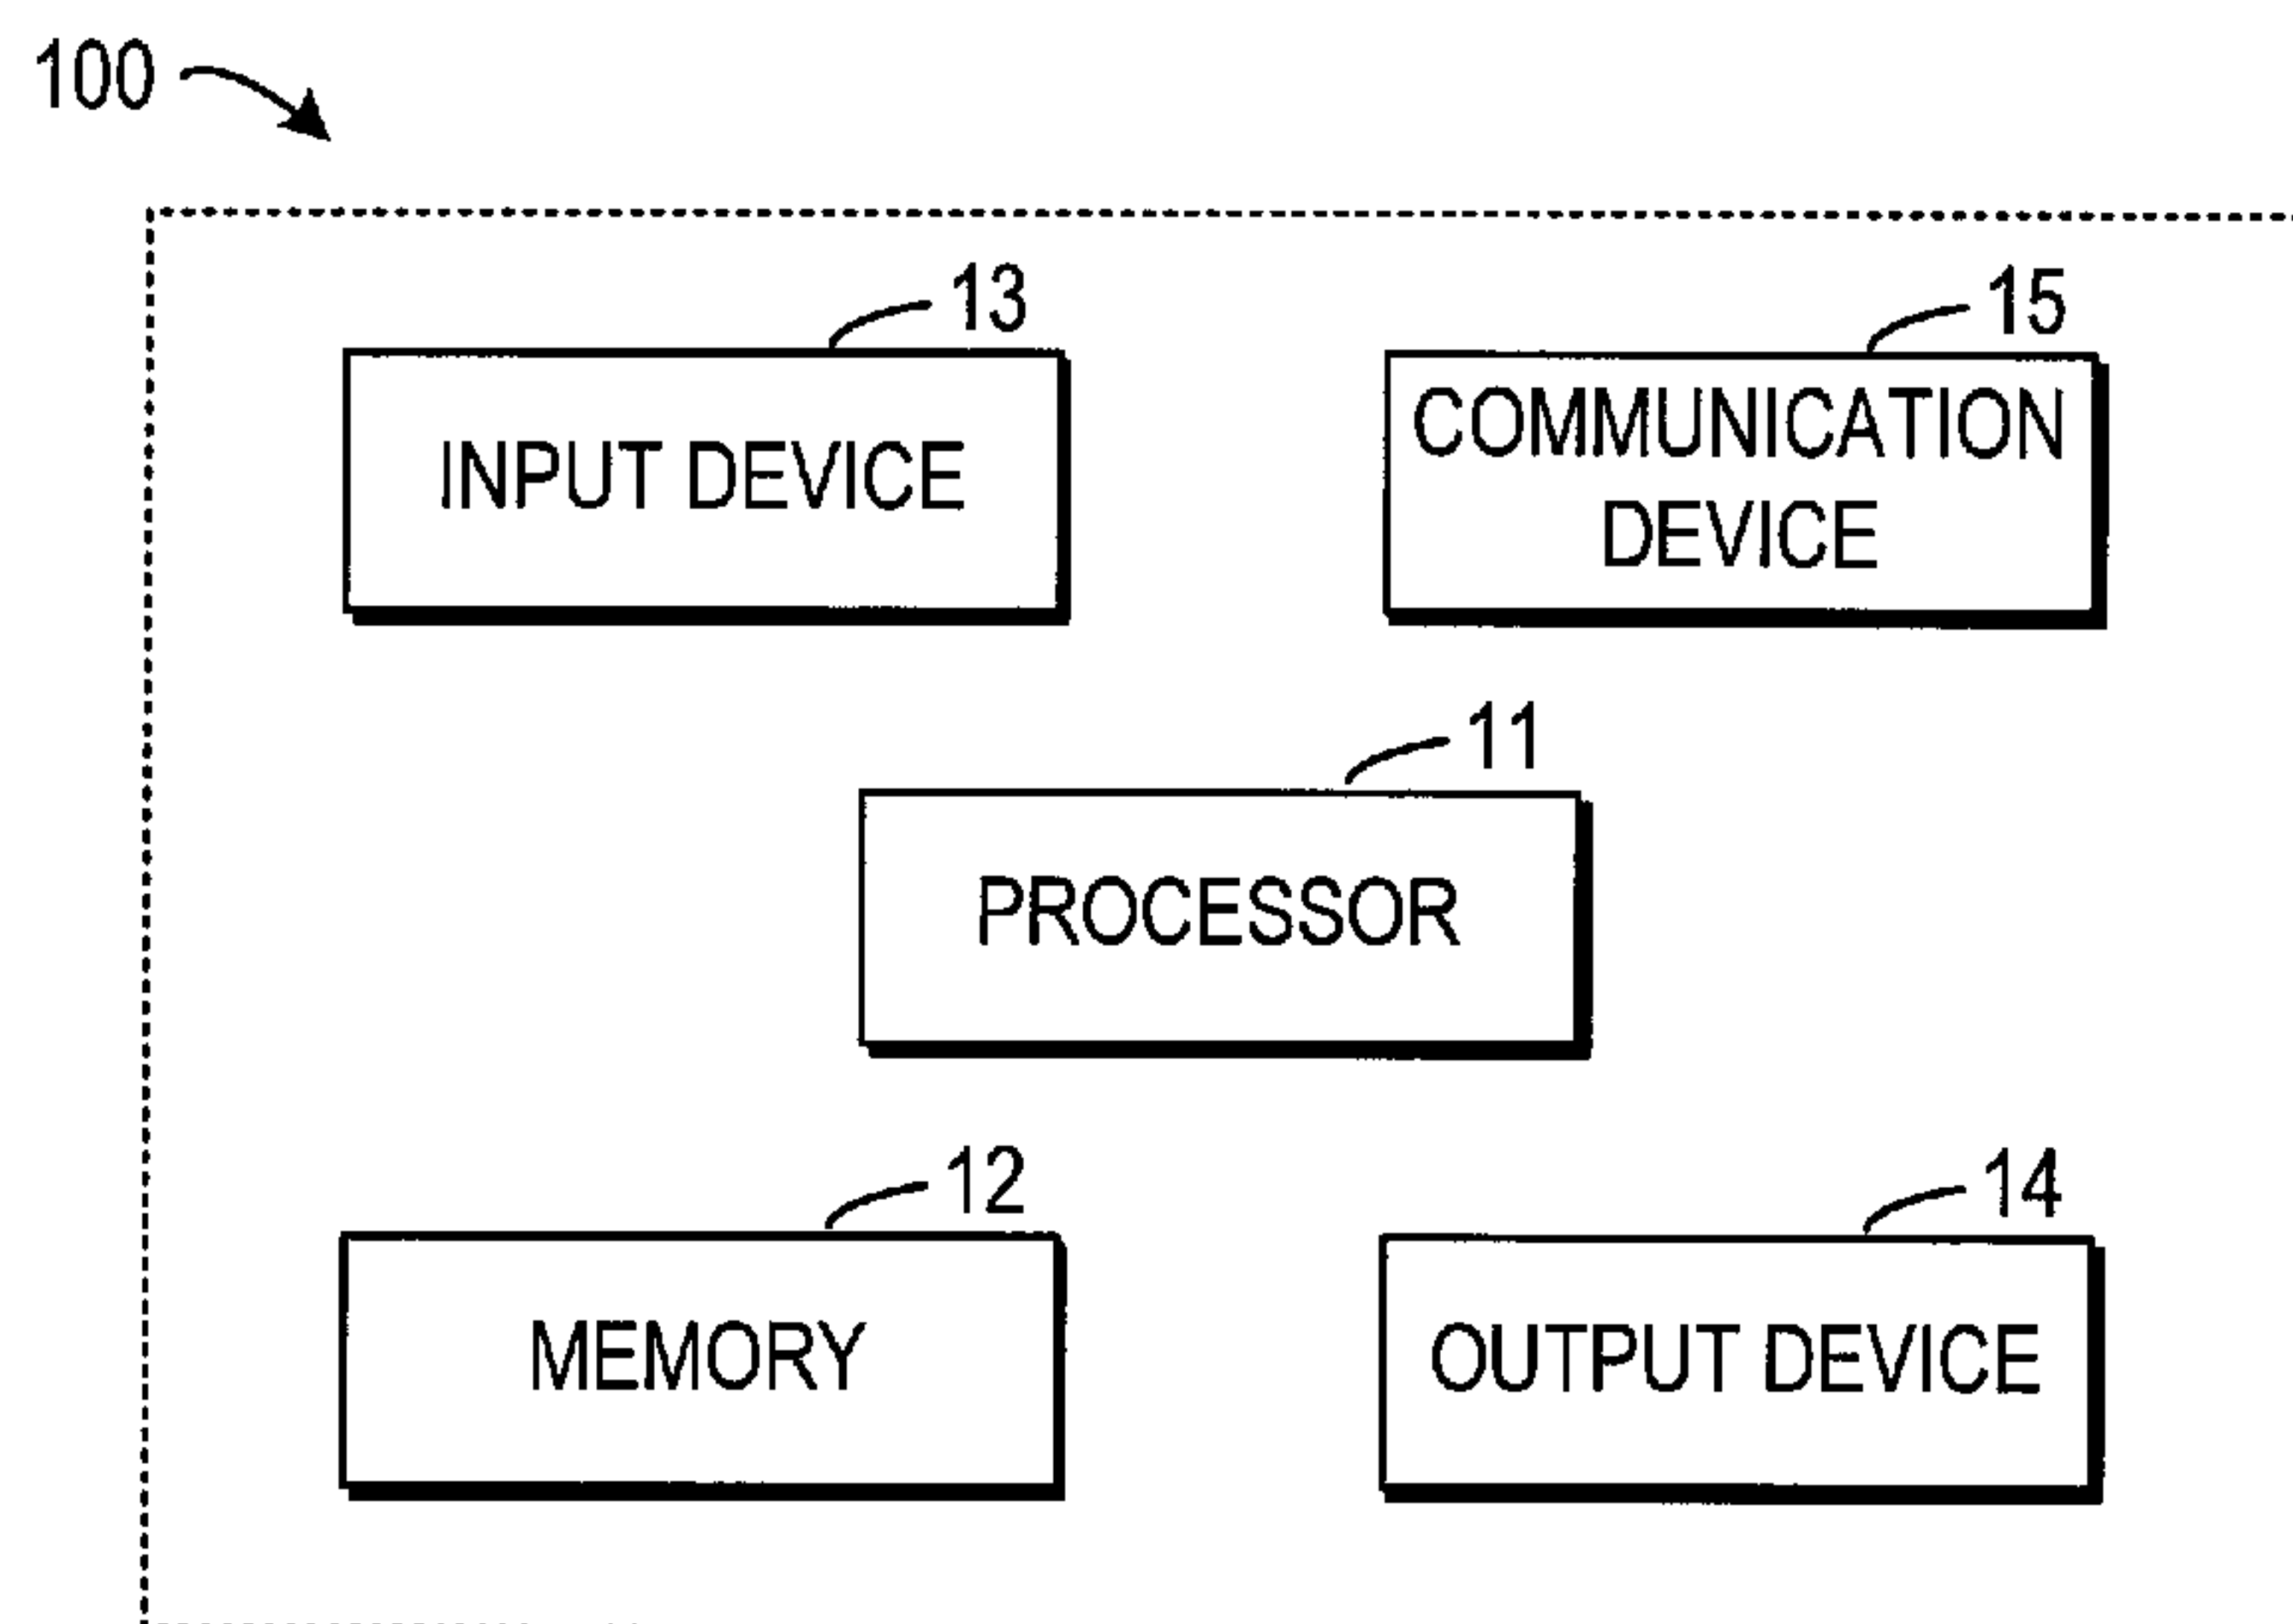 100
13
INPUT DEVICE
15
COMMUNICATION
DEVICE
11
PROCESSOR
12
MEMORY
14
OUTPUT DEVICE